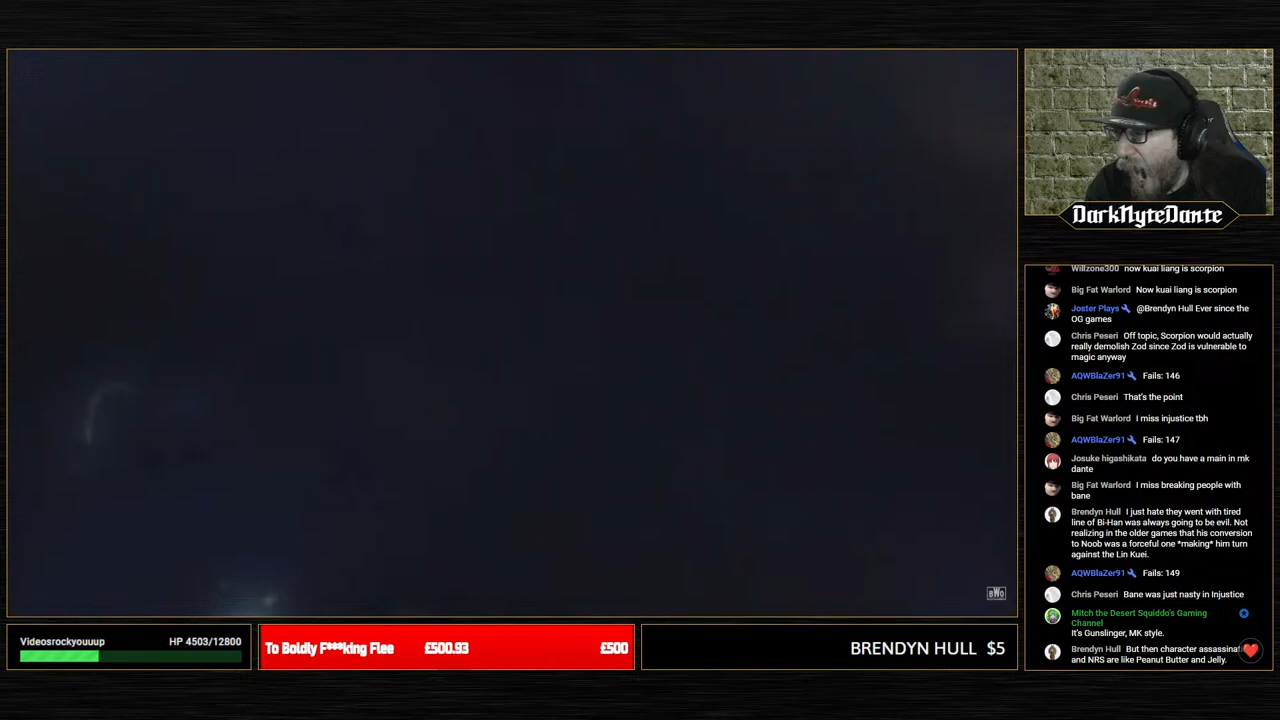 DarkNyteDante
Willzone300 now kuai liang is scorpion
Big Fat Warlord Now kuai liang is scorpion
Joster Plays @Brendyn Hull Ever since the
OG games
Chris Peseri Off topic, Scorpion would actually
really demolish Zod since Zod is vulnerable to
magic anyway
AQWBlaZer91 Fails: 146
Chris Peseri That's the point
Big Fat Warlord I miss injustice tbh
AQWBlaZer91 Fails: 147
Josuke higashikata do you have a main in mk
dante
Big Fat Warlord I miss breaking people with
bane
Brendyn Hull I just hate they went with tired
line of Bi-Han was always going to be evil. Not
realizing in the older games that his conversion
to Noob was a forceful one *making* him turn
against the Lin Kuei.
AQWBlaZer91 Fails: 149
Chris Peseri Bane was just nasty in Injustice
Mitch the Desert Squiddo's Gaming
Channel
It's Gunslinger, MK style.
Brendyn Hull But then character assassinat
and NRS are like Peanut Butter and Jelly.
BWO
Videosrockyouuup HP 4503/12800
To Boldly F***king Flee £500.93 £500
BRENDYN HULL $5